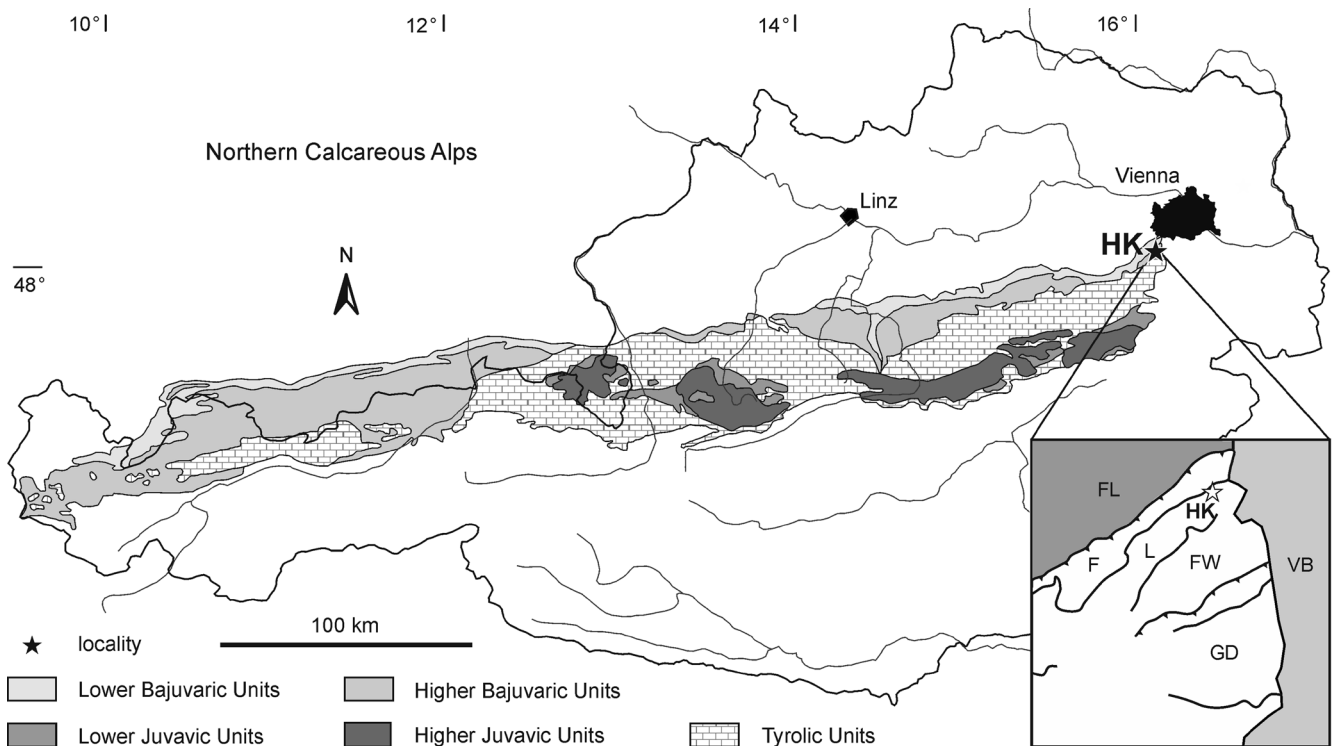 10°
12°
14°
16°
Northern Calcareous Alps
Vienna
Linz
HK
N
48°
FL
HK
F
L
FW
VB
GD
100 km
locality
Lower Bajuvaric Units
Higher Bajuvaric Units
Lower Juvavic Units
Higher Juvavic Units
Tyrolic Units